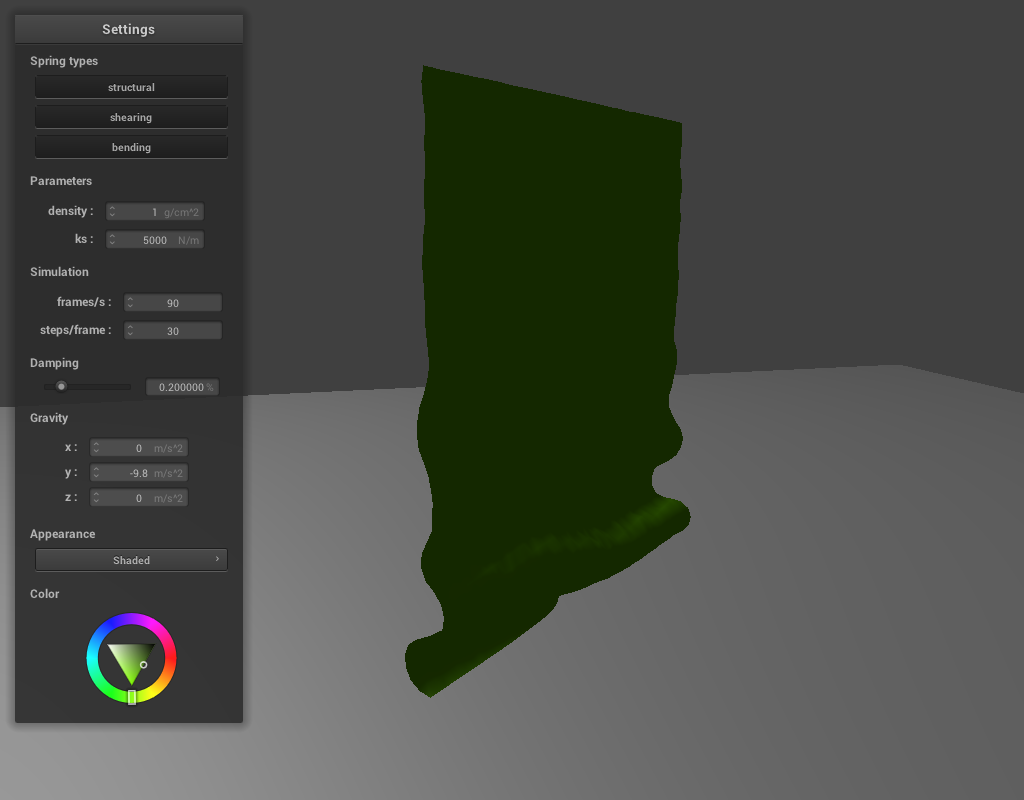 Settings
Spring types
structural
shearing
bending
Parameters
density : 1 g/cm^2
ks : 5000 N/m
Simulation
frames/s : 90
steps/frame : 30
Damping
0.200000 %
Gravity
x : 0 m/s^2
y : -9.8 m/s^2
z : 0 m/s^2
Appearance
Shaded
Color